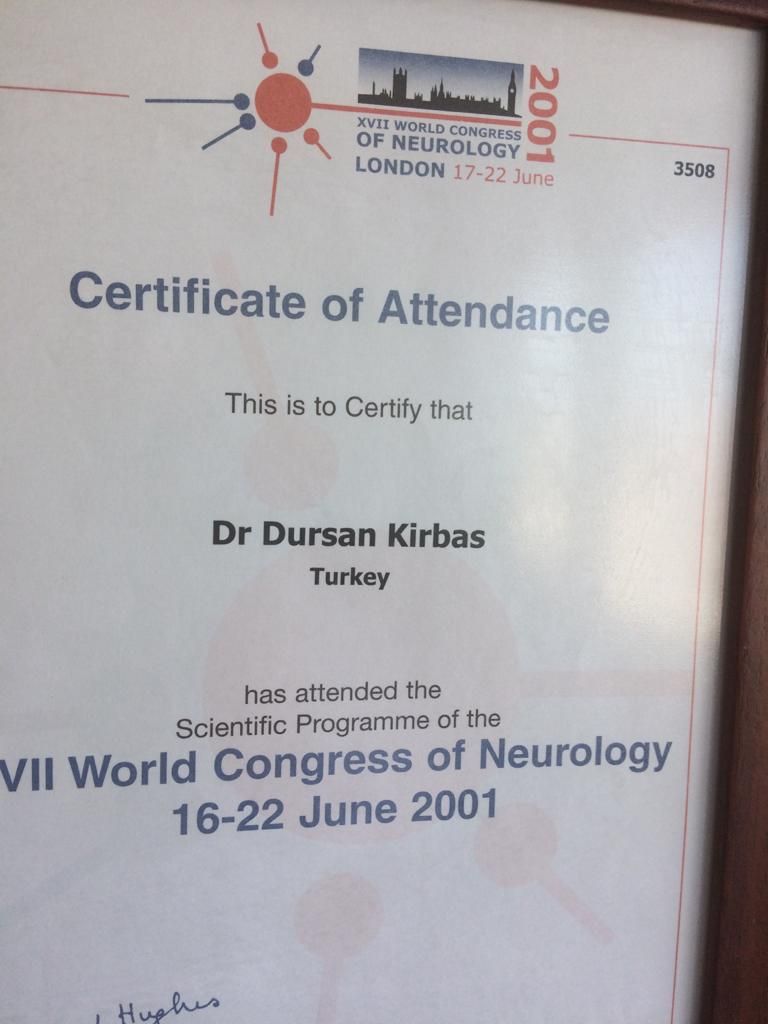 2001
XVII WORLD CONGRESS
OF NEUROLOGY
LONDON 17-22 June
3508
Certificate of Attendance
This is to Certify that
Dr Dursan Kirbas
Turkey
has attended the
Scientific Programme of the
VII World Congress of Neurology
16-22 June 2001
Hughes